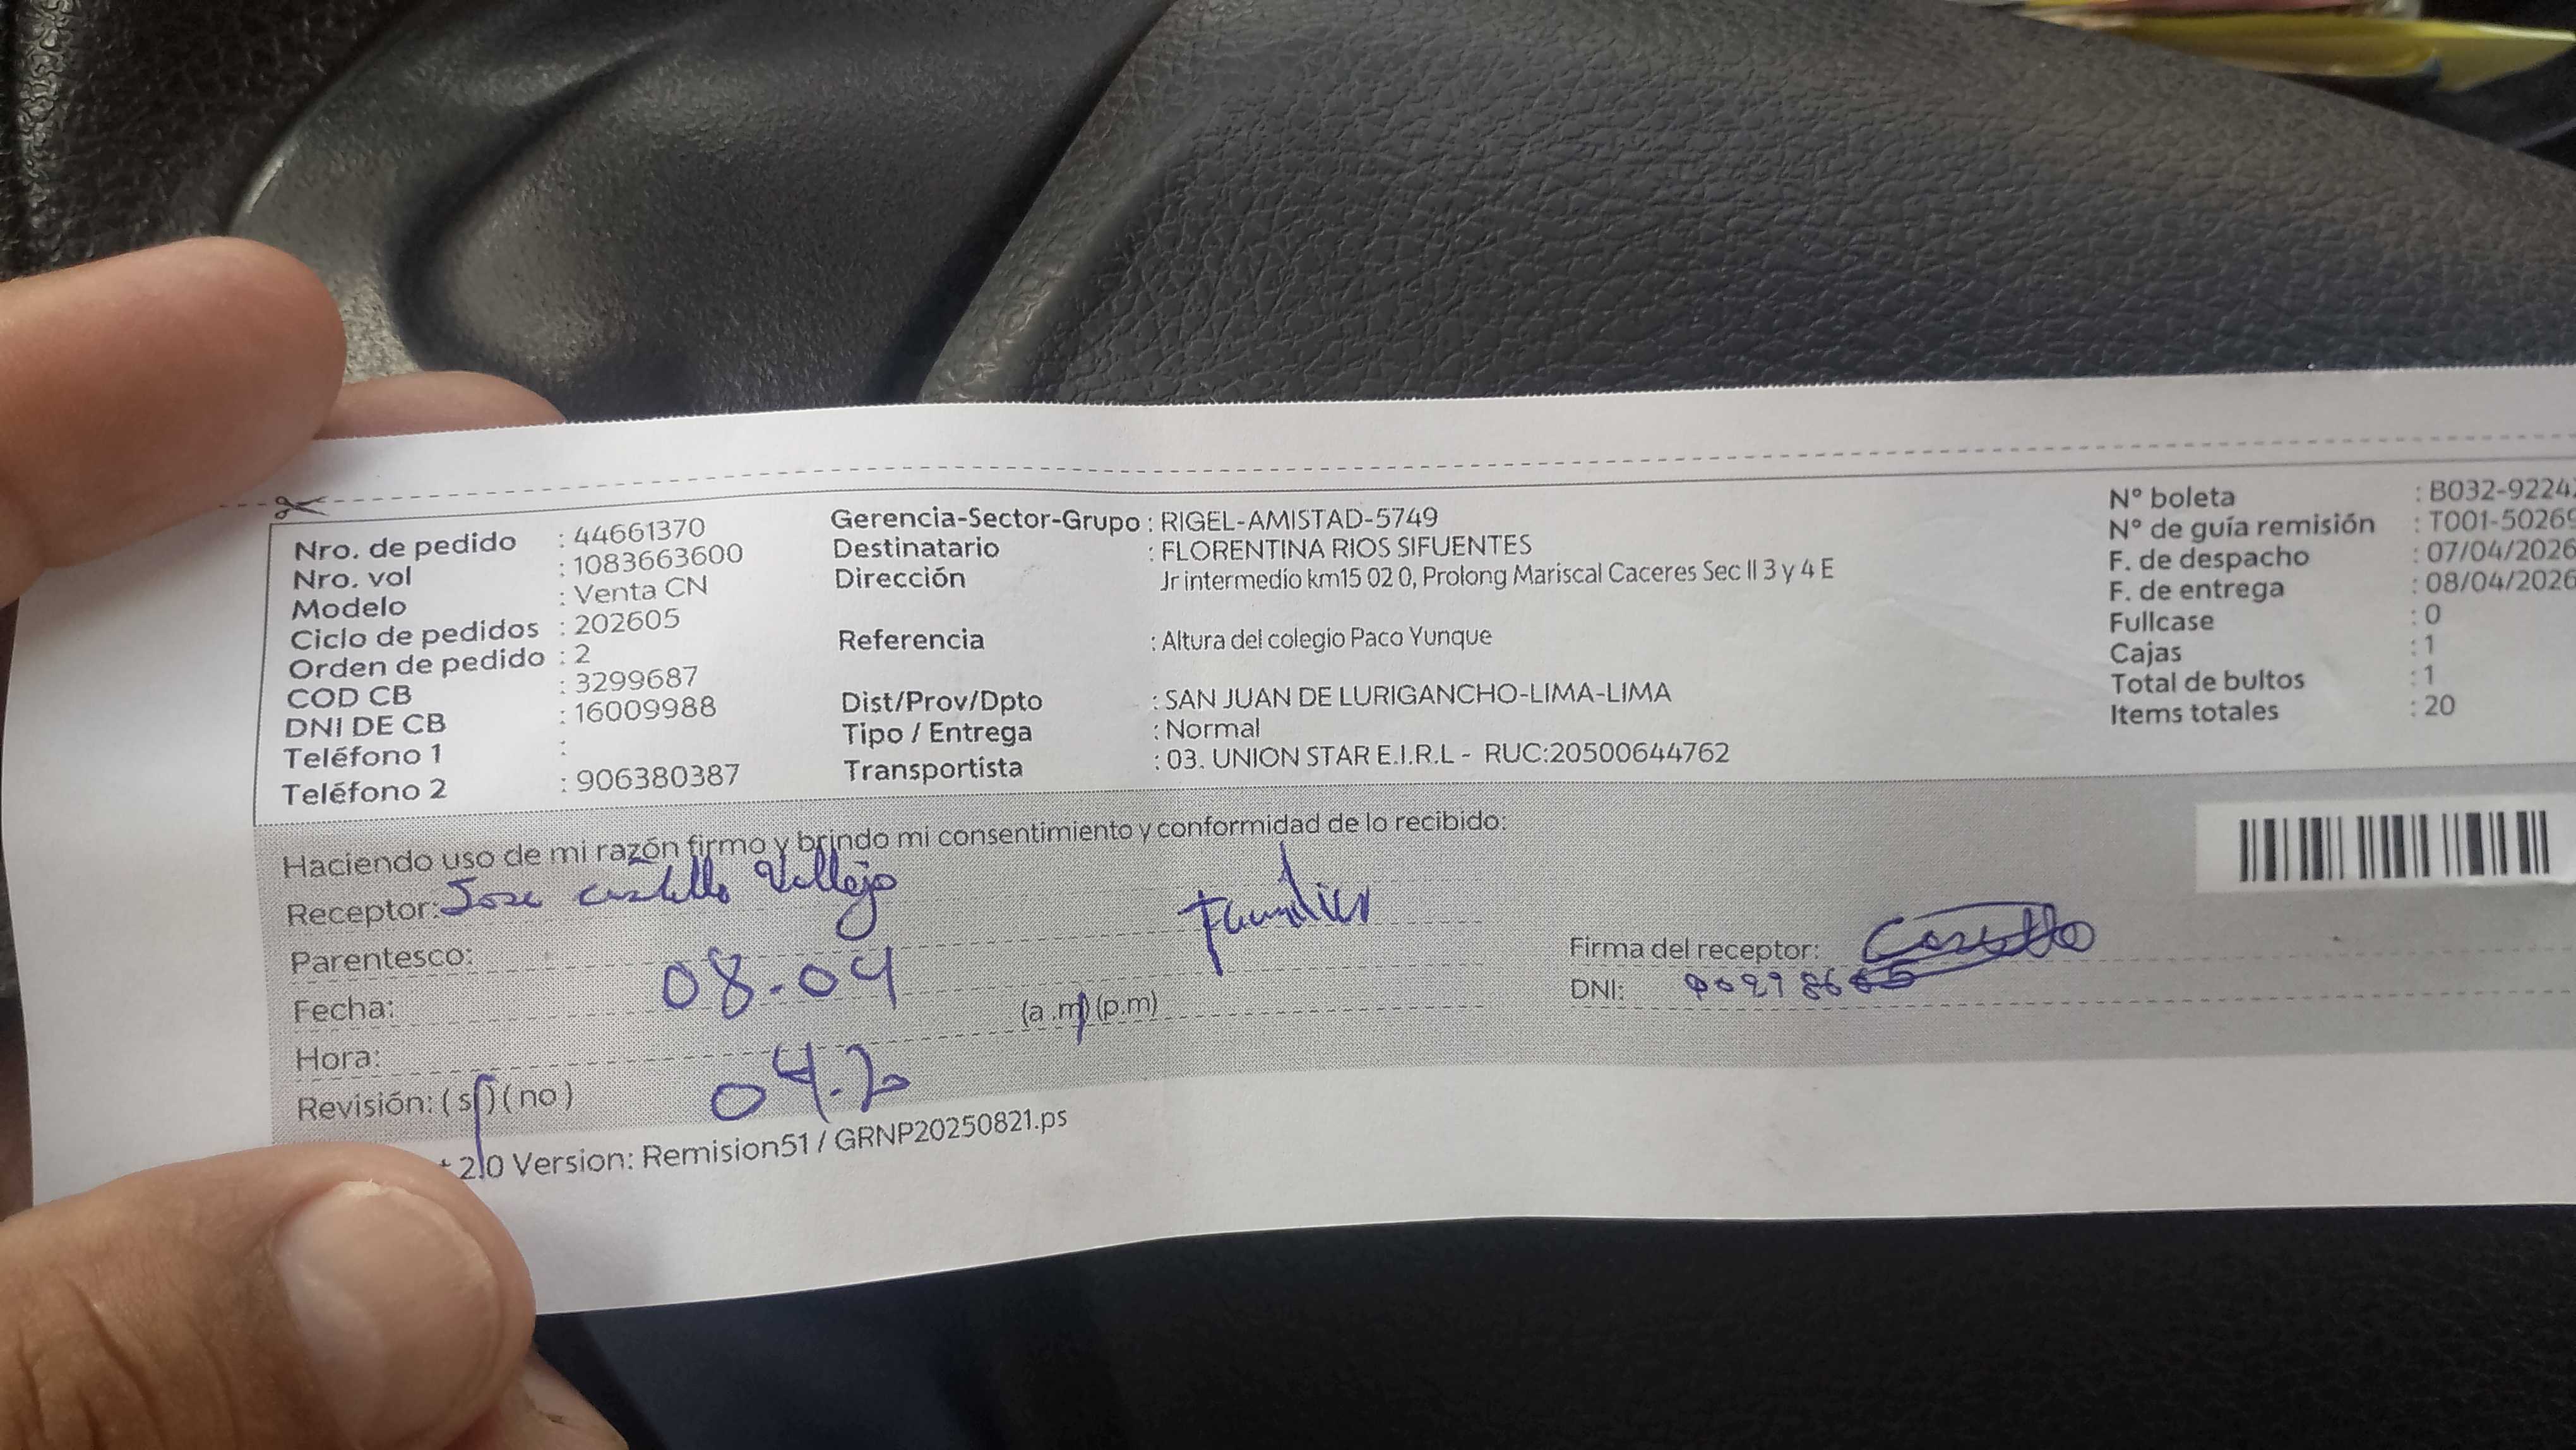 Nro. de pedido : 44661370
Nro. vol : 1083663600
Modelo : Venta CN
Ciclo de pedidos : 202605
Orden de pedido : 2
COD CB : 3299687
DNI DE CB : 16009988
Teléfono 1 :
Teléfono 2 : 906380387
Gerencia-Sector-Grupo : RIGEL-AMISTAD-5749
Destinatario : FLORENTINA RIOS SIFUENTES
Dirección Jr intermedio km15 02 0, Prolong Mariscal Caceres Sec II 3 y 4 E
Referencia : Altura del colegio Paco Yunque
Dist/Prov/Dpto : SAN JUAN DE LURIGANCHO-LIMA-LIMA
Tipo / Entrega : Normal
Transportista : 03. UNION STAR E.I.R.L - RUC:20500644762
N° boleta : B032-9224
N° de guía remisión : T001-5026
F. de despacho : 07/04/2026
F. de entrega : 08/04/2026
Fullcase : 0
Cajas : 1
Total de bultos : 1
Items totales : 20
Haciendo uso de mi razón firmo y brindo mi consentimiento y conformidad de lo recibido:
Receptor: Jose Castillo Vallejo
Parentesco: Familiar
Fecha: 08.04
Hora: 04.20 (a.m) (p.m)
Revisión: ( si ) ( no )
Firma del receptor:
DNI:
2.0 Version: Remision51 / GRNP20250821.ps